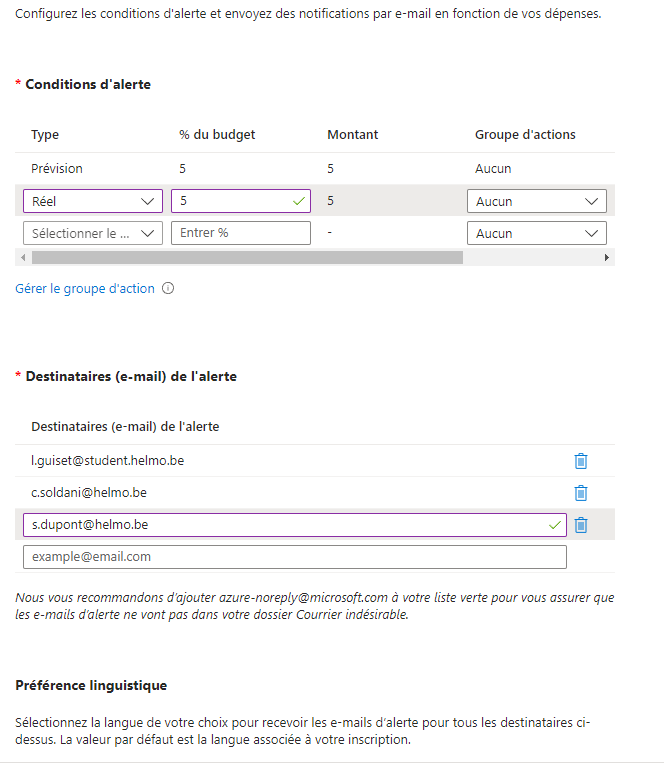 Configurez les conditions d'alerte et envoyez des notifications par e-mail en fonction de vos dépenses.
* Conditions d'alerte
Type % du budget Montant Groupe d'actions
Prévision 5 5 Aucun
Réel 5 5 Aucun
Sélectionner le ... Entrer % - Aucun
Gérer le groupe d'action
* Destinataires (e-mail) de l'alerte
Destinataires (e-mail) de l'alerte
l.guiset@student.helmo.be
c.soldani@helmo.be
s.dupont@helmo.be
example@email.com
Nous vous recommandons d'ajouter azure-noreply@microsoft.com à votre liste verte pour vous assurer que
les e-mails d'alerte ne vont pas dans votre dossier Courrier indésirable.
Préférence linguistique
Sélectionnez la langue de votre choix pour recevoir les e-mails d'alerte pour tous les destinataires ci-
dessus. La valeur par défaut est la langue associée à votre inscription.